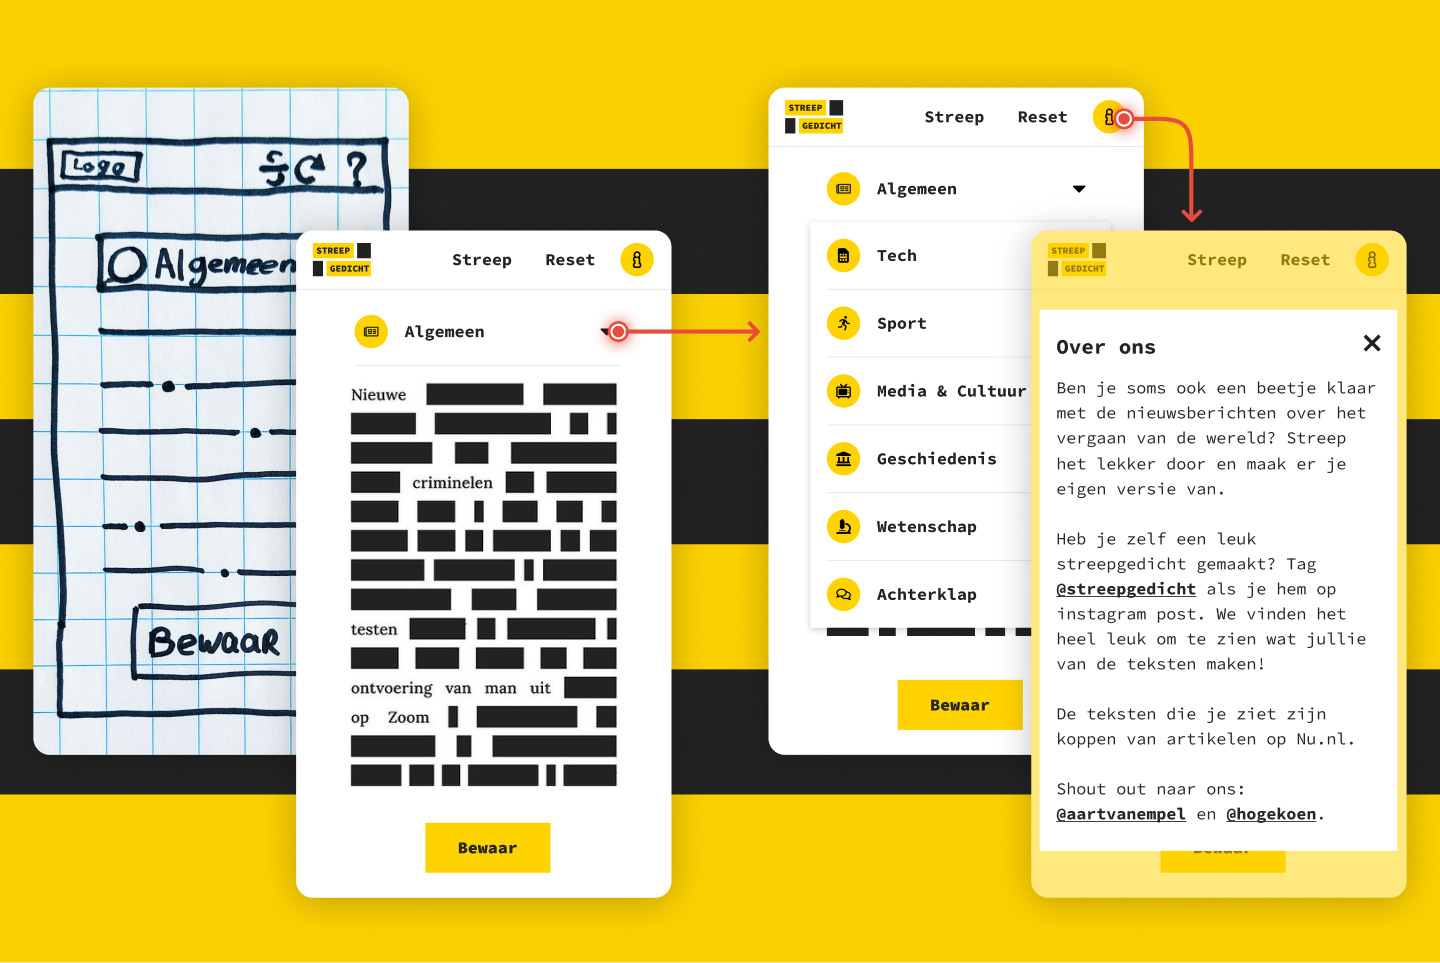 Logo
?
Algemeen
Bewaar
STREEP
GEDICHT
Streep Reset
Algemeen
Nieuwe
criminelen
testen
ontvoering van man uit
op Zoom
Bewaar
STREEP
GEDICHT
Streep Reset
Algemeen
Tech
Sport
Media & Cultuur
Geschiedenis
Wetenschap
Achterklap
Bewaar
STREEP
GEDICHT
Streep Reset
Over ons
Ben je soms ook een beetje klaar
met de nieuwsberichten over het
vergaan van de wereld? Streep
het lekker door en maak er je
eigen versie van.
Heb je zelf een leuk
streepgedicht gemaakt? Tag
@streepgedicht als je hem op
instagram post. We vinden het
heel leuk om te zien wat jullie
van de teksten maken!
De teksten die je ziet zijn
koppen van artikelen op Nu.nl.
Shout out naar ons:
@aartvanempel en @hogekoen.
Bewaar